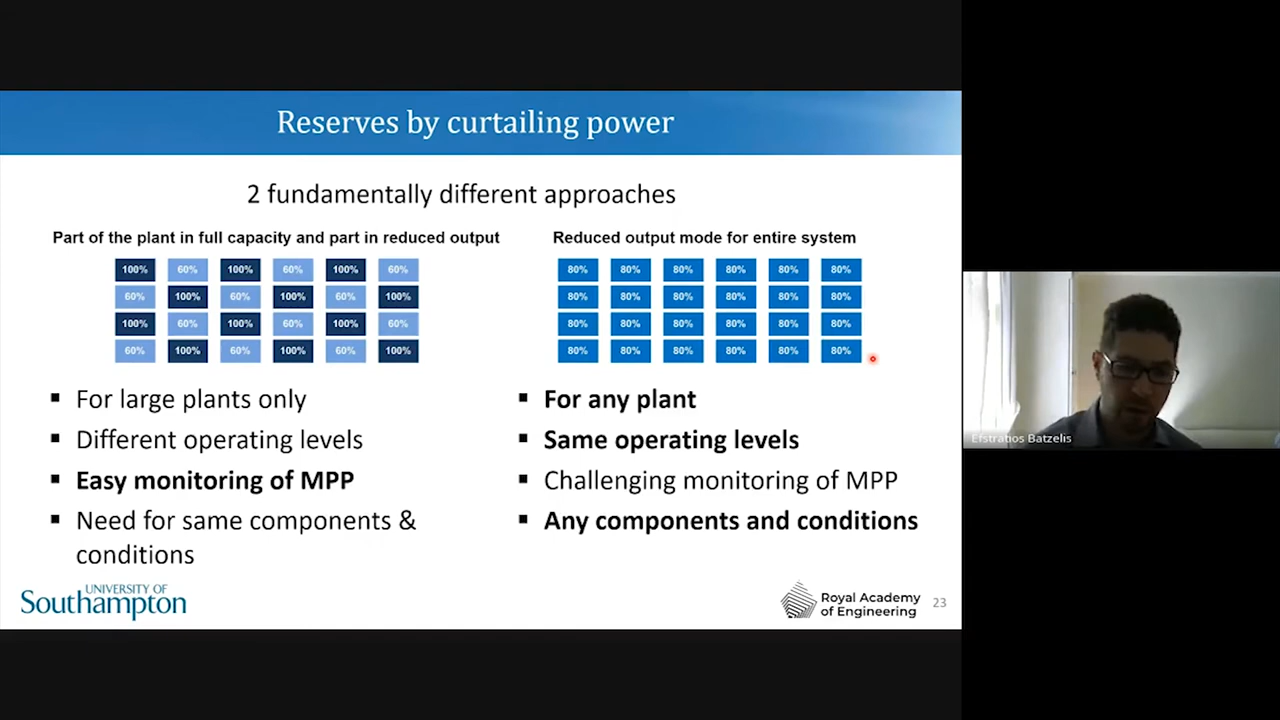 Reserves by curtailing power
2 fundamentally different approaches
Part of the plant in full capacity and part in reduced output
100% 60% 100% 60% 100% 60%
60% 100% 60% 100% 60% 100%
100% 60% 100% 60% 100% 60%
60% 100% 60% 100% 60% 100%
▪ For large plants only
▪ Different operating levels
▪ Easy monitoring of MPP
▪ Need for same components &
conditions
Reduced output mode for entire system
80% 80% 80% 80% 80% 80%
80% 80% 80% 80% 80% 80%
80% 80% 80% 80% 80% 80%
80% 80% 80% 80% 80% 80%
▪ For any plant
▪ Same operating levels
▪ Challenging monitoring of MPP
▪ Any components and conditions
UNIVERSITY OF
Southampton
Royal Academy
of Engineering
23
Efstratios Batzelis